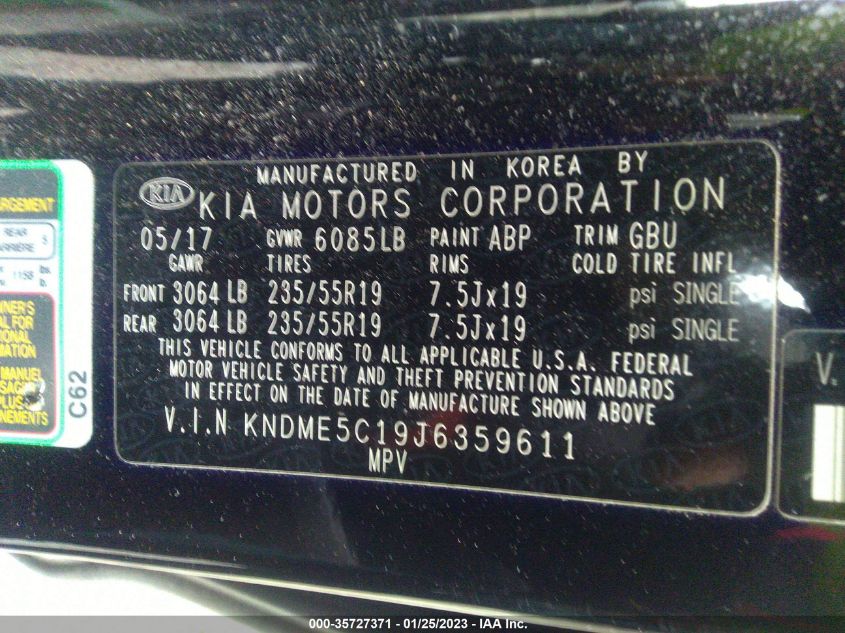 MANUFACTURED IN KOREA BY
KIA KIA MOTORS CORPORATION
05/17 GVWR 6085LB PAINT ABP TRIM GBU
GAWR TIRES RIMS COLD TIRE INFL
FRONT 3064 LB 235/55R19 7.5Jx19 psi SINGLE
REAR 3064 LB 235/55R19 7.5Jx19 psi SINGLE
THIS VEHICLE CONFORMS TO ALL APPLICABLE U.S.A. FEDERAL
MOTOR VEHICLE SAFETY AND THEFT PREVENTION STANDARDS
IN EFFECT ON THE DATE OF MANUFACTURE SHOWN ABOVE
V.I.N KNDME5C19J6359611
MPV
REAR
C62
MANUAL
V.
000-35727371 - 01/25/2023 - IAA Inc.